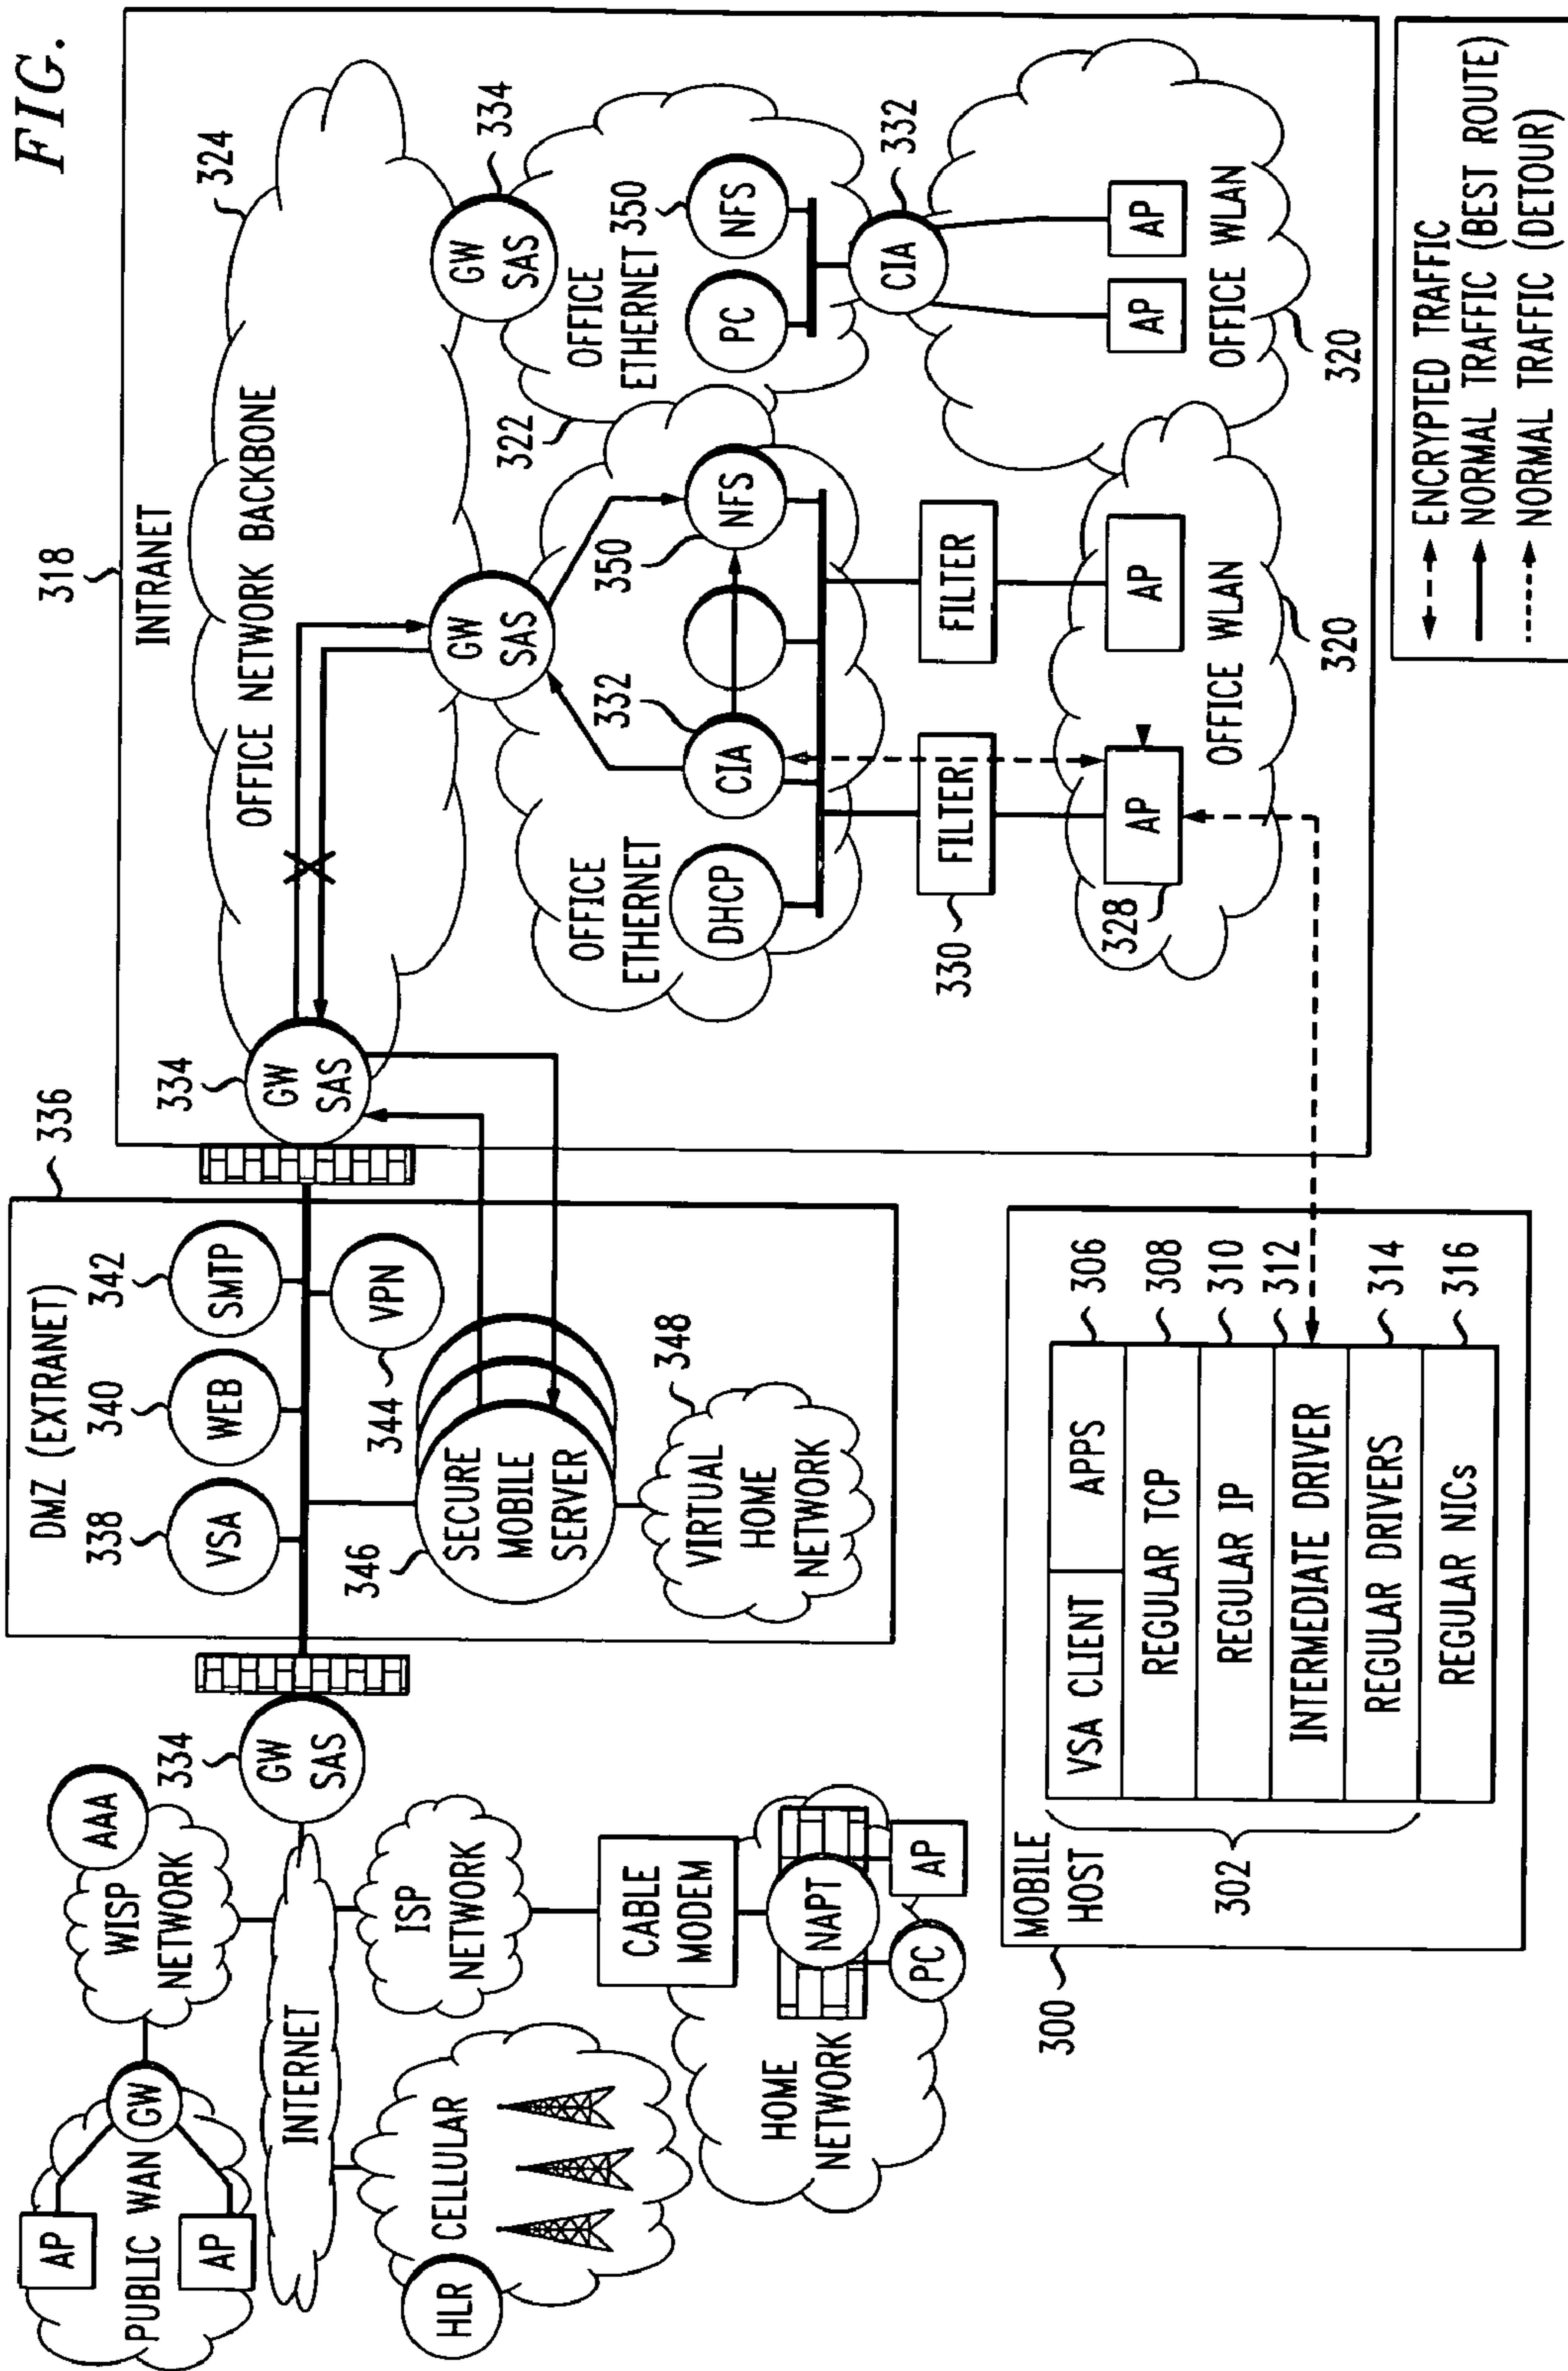 FIG.
318
INTRANET
324
OFFICE NETWORK BACKBONE
334
GW
SAS
GW
SAS
334
GW
SAS
322
OFFICE
ETHERNET
350
PC
NFS
332
CIA
AP
AP
OFFICE WLAN
320
OFFICE
ETHERNET
DHCP
332
CIA
350
NFS
330
FILTER
FILTER
328
AP
AP
OFFICE WLAN
320
336
DMZ (EXTRANET)
338
VSA
340
WEB
342
SMTP
344
VPN
346
SECURE
MOBILE
SERVER
348
VIRTUAL
HOME
NETWORK
334
GW
SAS
AAA
WISP
NETWORK
GW
AP
AP
PUBLIC WAN
INTERNET
ISP
NETWORK
HLR
CELLULAR
CABLE
MODEM
HOME
NETWORK
NAPT
PC
AP
300
MOBILE
HOST
302
VSA CLIENT
APPS
306
REGULAR TCP
308
REGULAR IP
310
INTERMEDIATE DRIVER
312
REGULAR DRIVERS
314
REGULAR NICs
316
ENCRYPTED TRAFFIC
NORMAL TRAFFIC (BEST ROUTE)
NORMAL TRAFFIC (DETOUR)